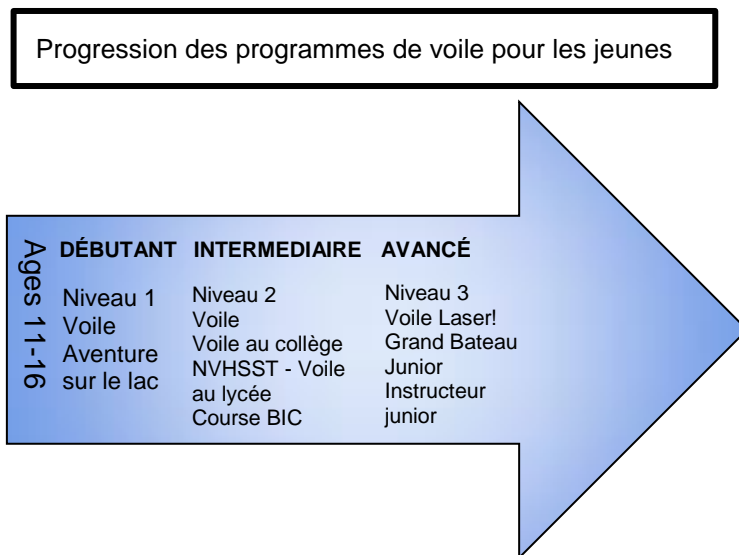 Progression des programmes de voile pour les jeunes
Ages 11-16
DÉBUTANT
Niveau 1
Voile
Aventure
sur le lac
INTERMEDIAIRE
Niveau 2
Voile
Voile au collège
NVHSST - Voile
au lycée
Course BIC
AVANCÉ
Niveau 3
Voile Laser!
Grand Bateau
Junior
Instructeur
junior